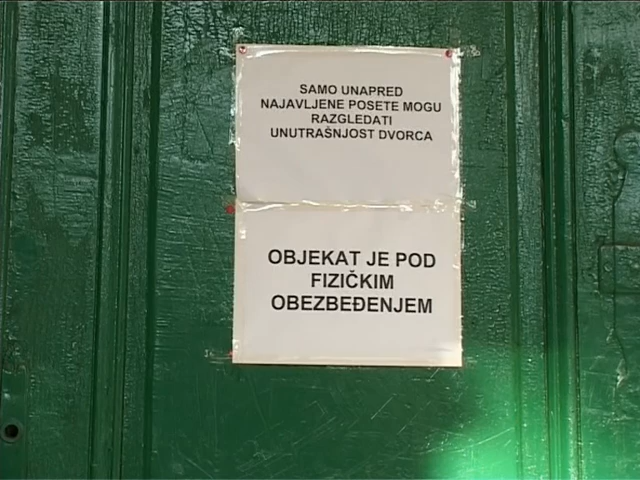 SAMO UNAPRED
NAJAVLJENE POSETE MOGU
RAZGLEDATI
UNUTRAŠNJOST DVORCA
OBJEKAT JE POD
FIZIČKIM
OBEZBEĐENJEM